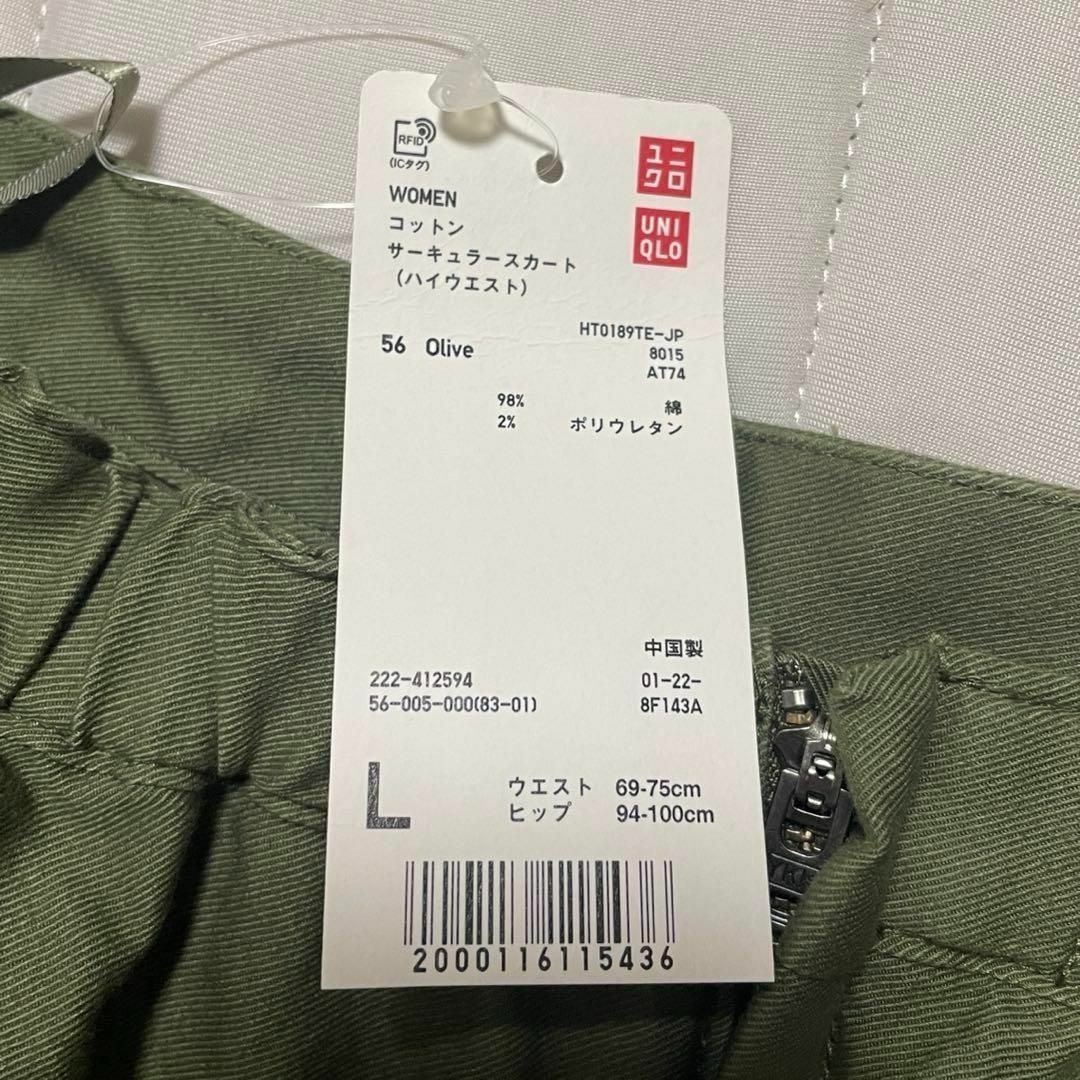 RFID
(ICタグ)
ユニ
クロ
UNI
QLO
WOMEN
コットン
サーキュラースカート
(ハイウエスト)
56 Olive
HT0189TE-JP
8015
AT74
98% 綿
2% ポリウレタン
中国製
222-412594 01-22-
56-005-000(83-01) 8F143A
L
ウエスト 69-75cm
ヒップ 94-100cm
2000116115436
YKK